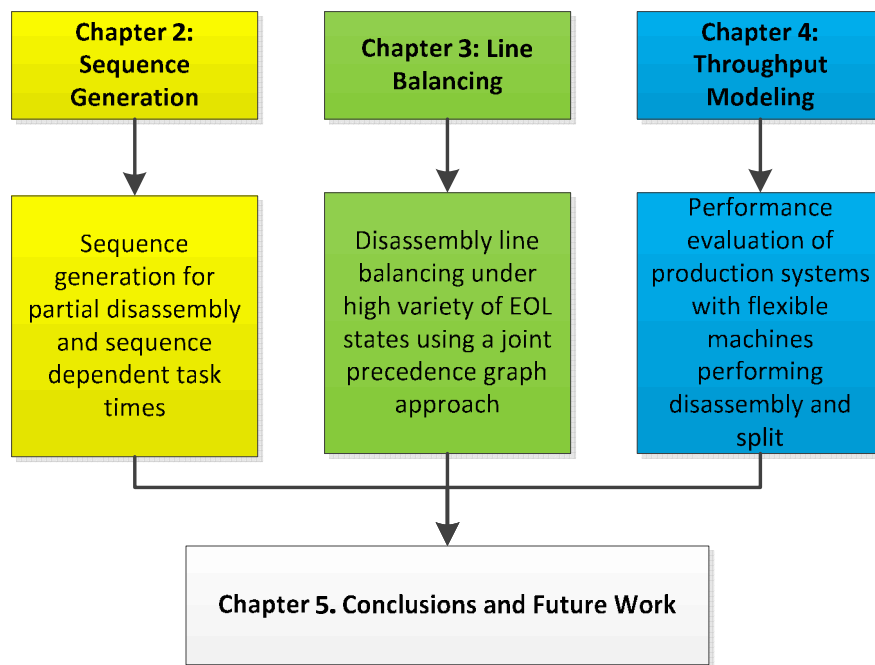 Chapter 2:
Sequence
Generation
Chapter 3: Line
Balancing
Chapter 4:
Throughput
Modeling
Sequence
generation for
partial disassembly
and sequence
dependent task
times
Disassembly line
balancing under
high variety of EOL
states using a joint
precedence graph
approach
Performance
evaluation of
production systems
with flexible
machines
performing
disassembly and
split
Chapter 5. Conclusions and Future Work